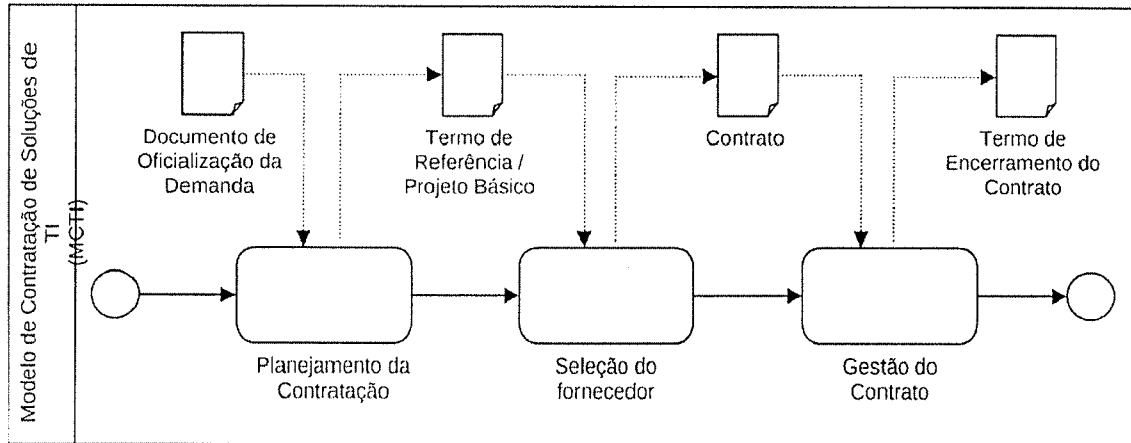 Modelo de Contratação de Soluções de
TI
(MCTI)
Documento de
Oficialização da
Demanda
Termo de
Referência /
Projeto Básico
Contrato
Termo de
Encerramento do
Contrato
Planejamento da
Contratação
Seleção do
fornecedor
Gestão do
Contrato